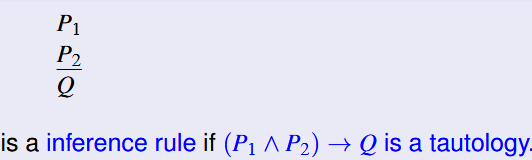 P₁
P₂
Q
is a inference rule if (P₁ ∧ P₂) → Q is a tautology.